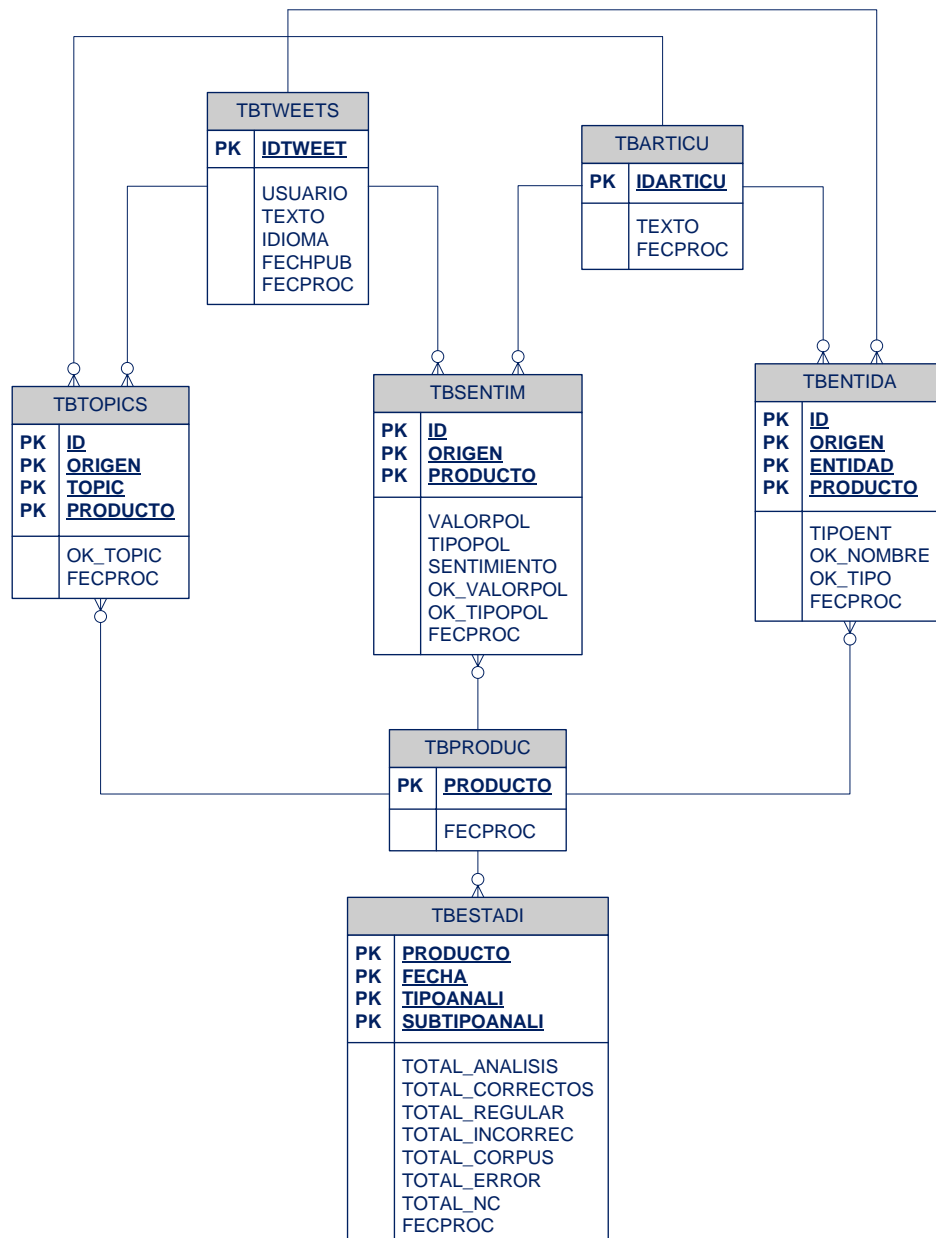 TBTWEETS
PK IDTWEET
USUARIO
TEXTO
IDIOMA
FECHPUB
FECPROC
TBARTICU
PK IDARTICU
TEXTO
FECPROC
TBTOPICS
PK ID
PK ORIGEN
PK TOPIC
PK PRODUCTO
OK_TOPIC
FECPROC
TBSENTIM
PK ID
PK ORIGEN
PK PRODUCTO
VALORPOL
TIPOPOL
SENTIMIENTO
OK_VALORPOL
OK_TIPOPOL
FECPROC
TBENTIDA
PK ID
PK ORIGEN
PK ENTIDAD
PK PRODUCTO
TIPOENT
OK_NOMBRE
OK_TIPO
FECPROC
TBPRODUC
PK PRODUCTO
FECPROC
TBESTADI
PK PRODUCTO
PK FECHA
PK TIPOANALI
PK SUBTIPOANALI
TOTAL_ANALISIS
TOTAL_CORRECTOS
TOTAL_REGULAR
TOTAL_INCORREC
TOTAL_CORPUS
TOTAL_ERROR
TOTAL_NC
FECPROC